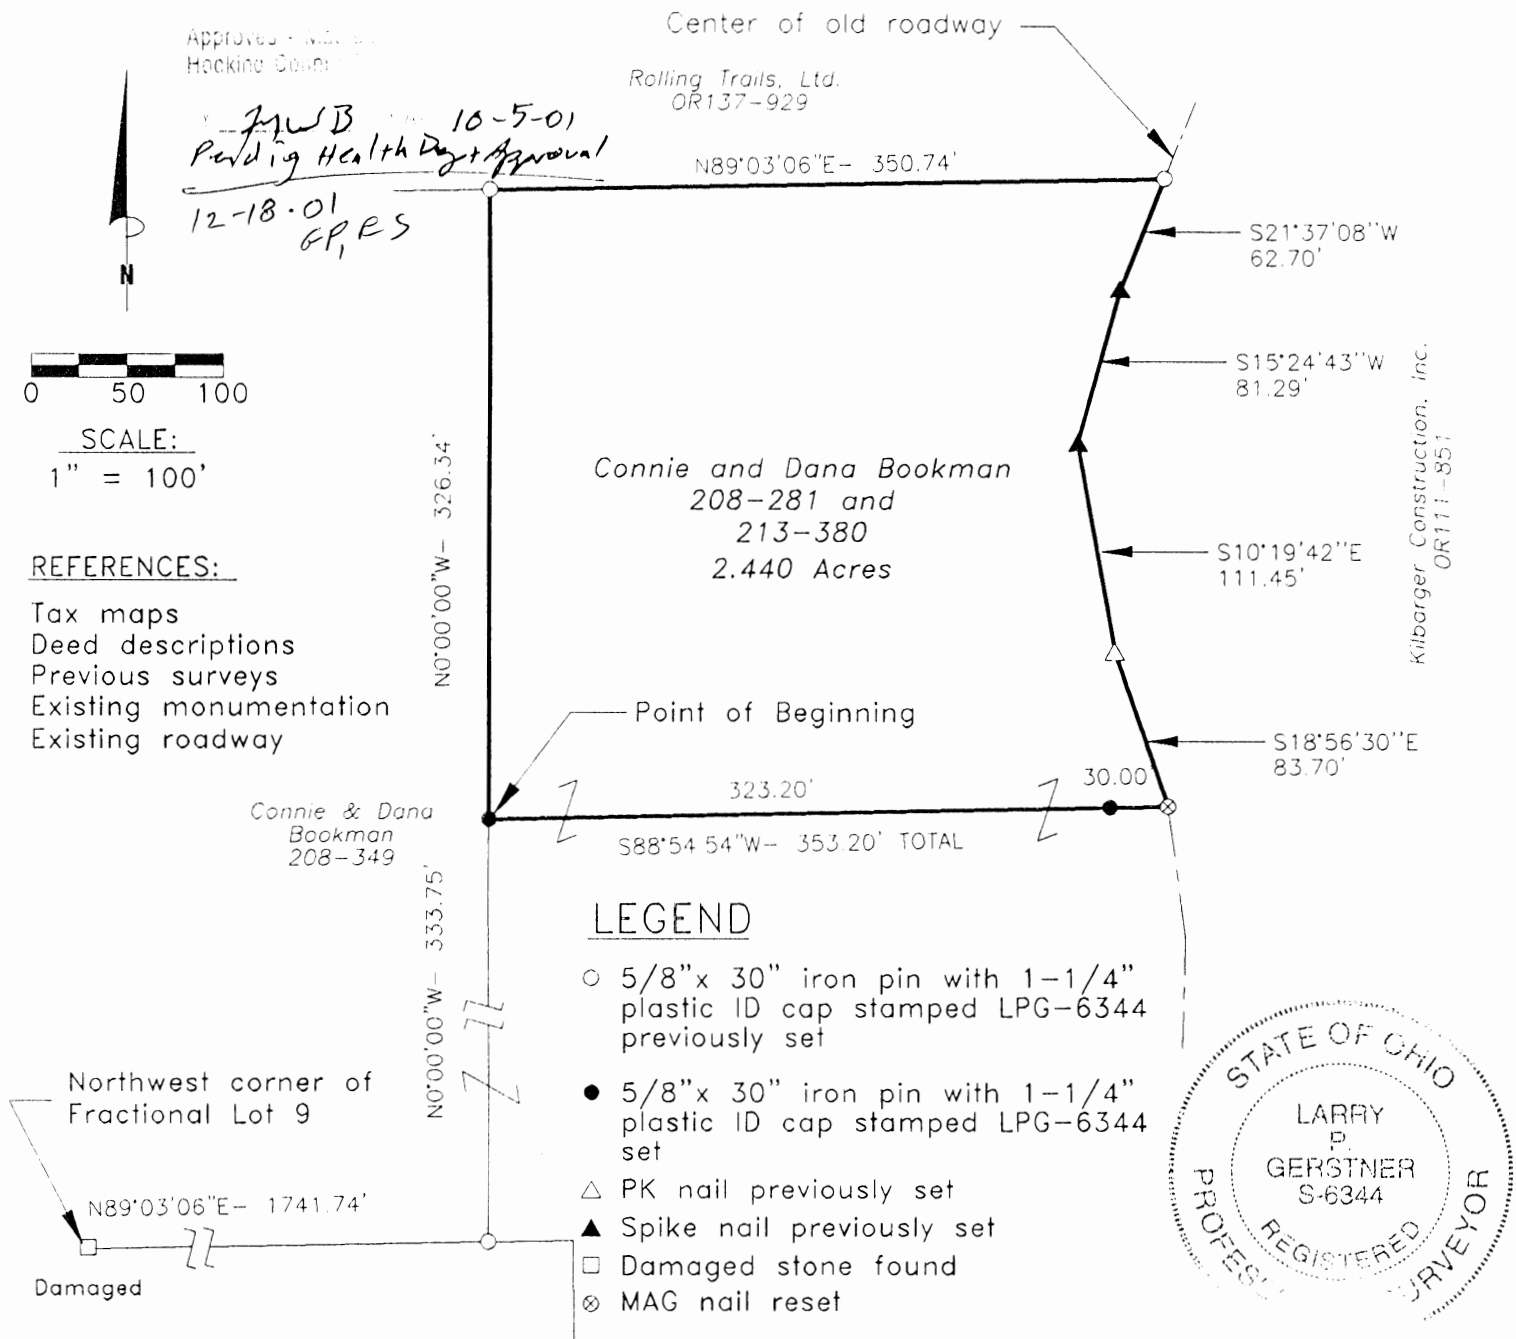 Approved -
Hocking
Center of old roadway
Rolling Trails, Ltd.
OR137-929
10-5-01
Health Approval
12-18-01
N89°03'06"E- 350.74'
N
S21°37'08"W
62.70'
0 50 100
SCALE:
1" = 100'
S15°24'43"W
81.29'
Kilbarger Construction, Inc.
OR111-851
N0°00'00"W- 326.34'
Connie and Dana Bookman
208-281 and
213-380
2.440 Acres
S10°19'42"E
111.45'
REFERENCES:
Tax maps
Deed descriptions
Previous surveys
Existing monumentation
Existing roadway
Point of Beginning
S18°56'30"E
83.70'
323.20'
30.00'
Connie & Dana
Bookman
208-349
S88°54'54"W- 353.20' TOTAL
N0°00'00"W- 333.75'
LEGEND
5/8"x 30" iron pin with 1-1/4"
plastic ID cap stamped LPG-6344
previously set
5/8"x 30" iron pin with 1-1/4"
plastic ID cap stamped LPG-6344
set
PK nail previously set
Spike nail previously set
Damaged stone found
MAG nail reset
Northwest corner of
Fractional Lot 9
N89°03'06"E- 1741.74'
Damaged
STATE OF OHIO
LARRY
P.
GERSTNER
S-6344
REGISTERED